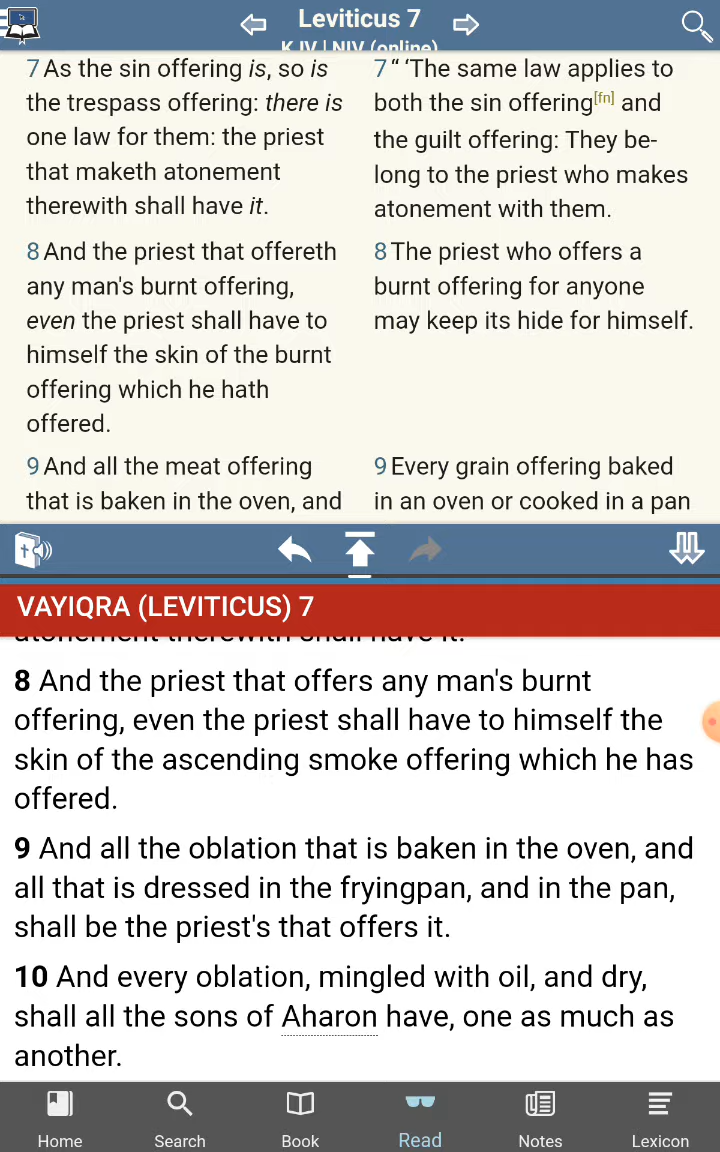 Leviticus 7
KJV | NIV (online)
7 As the sin offering is, so is
the trespass offering: there is
one law for them: the priest
that maketh atonement
therewith shall have it.
8 And the priest that offereth
any man's burnt offering,
even the priest shall have to
himself the skin of the burnt
offering which he hath
offered.
9 And all the meat offering
that is baken in the oven, and
7 “ ‘The same law applies to
both the sin offering[fn] and
the guilt offering: They be-
long to the priest who makes
atonement with them.
8 The priest who offers a
burnt offering for anyone
may keep its hide for himself.
9 Every grain offering baked
in an oven or cooked in a pan
VAYIQRA (LEVITICUS) 7
atonement therewith shall have it.
8 And the priest that offers any man's burnt
offering, even the priest shall have to himself the
skin of the ascending smoke offering which he has
offered.
9 And all the oblation that is baken in the oven, and
all that is dressed in the fryingpan, and in the pan,
shall be the priest's that offers it.
10 And every oblation, mingled with oil, and dry,
shall all the sons of Aharon have, one as much as
another.
Home
Search
Book
Read
Notes
Lexicon